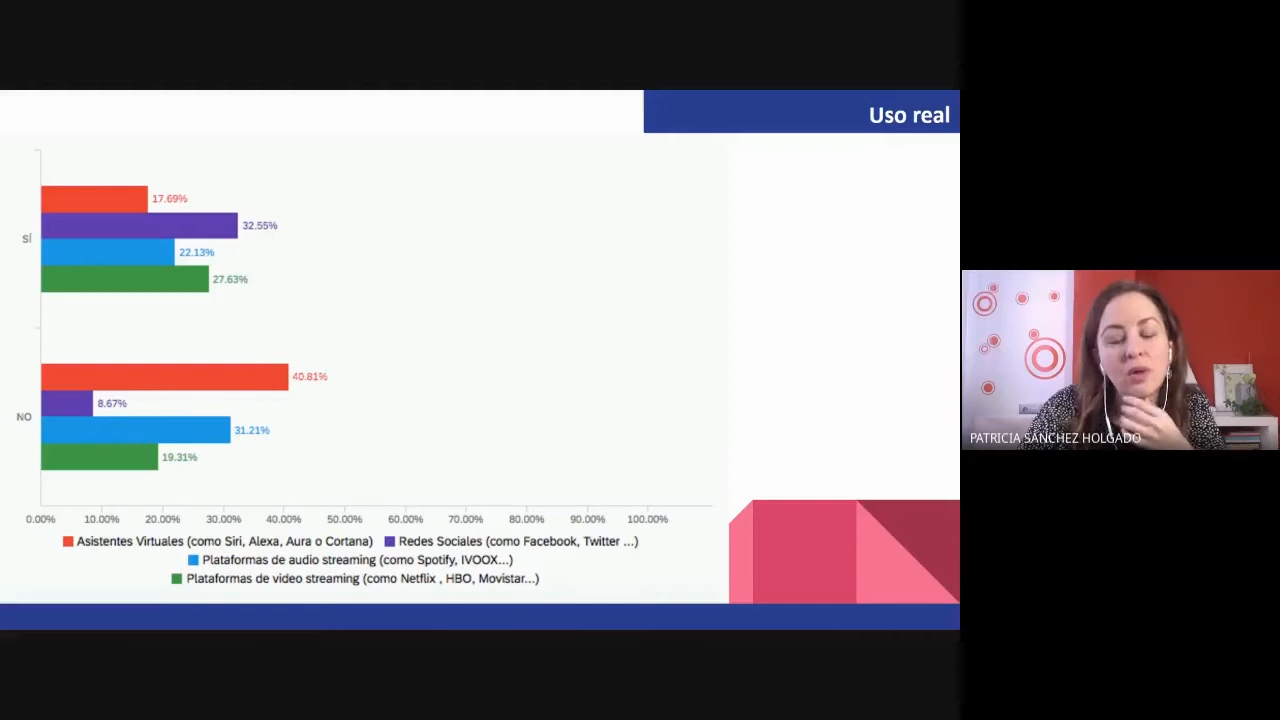 Uso real
17.69%
32.55%
SÍ
22.13%
27.63%
40.81%
8.67%
NO
31.21%
19.31%
0.00% 10.00% 20.00% 30.00% 40.00% 50.00% 60.00% 70.00% 80.00% 90.00% 100.00%
Asistentes Virtuales (como Siri, Alexa, Aura o Cortana) Redes Sociales (como Facebook, Twitter ...)
Plataformas de audio streaming (como Spotify, IVOOX...)
Plataformas de video streaming (como Netflix , HBO, Movistar...)
PATRICIA SÁNCHEZ HOLGADO